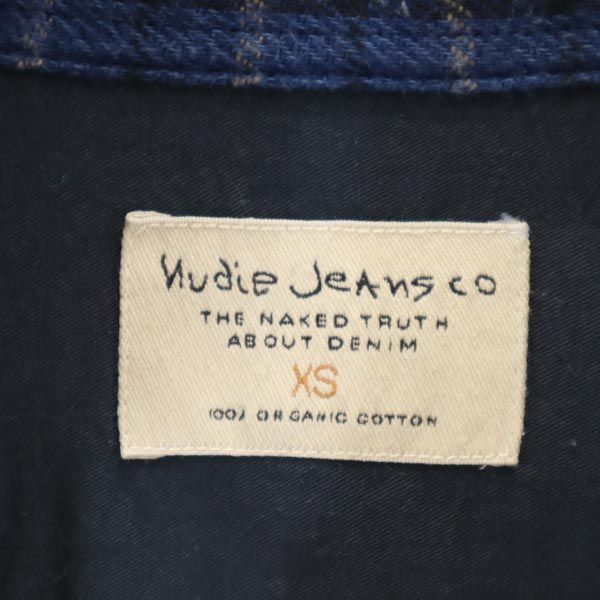 Nudie Jeans co
THE NAKED TRUTH
ABOUT DENIM
XS
100% ORGANIC COTTON